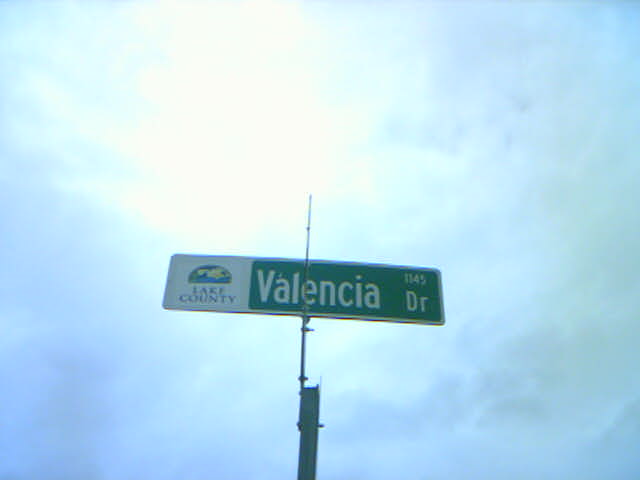 LAKE
COUNTY
Valencia
1145
Dr